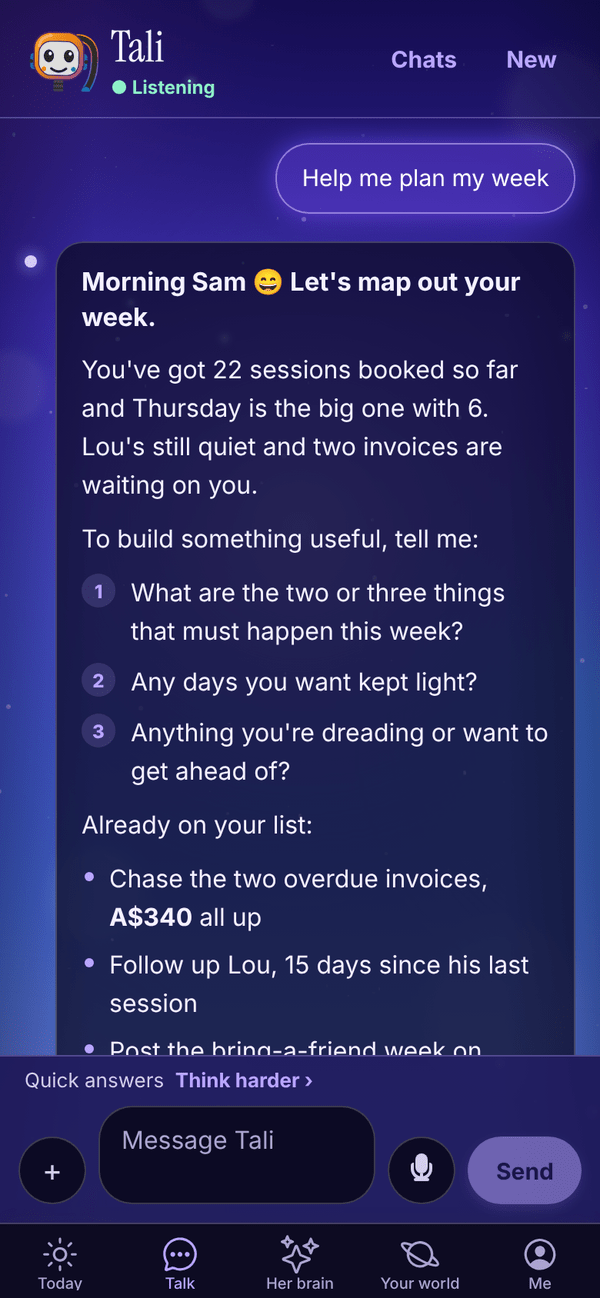 Tali
Listening
Chats
New
Help me plan my week
Morning Sam 😄 Let's map out your
week.
You've got 22 sessions booked so far
and Thursday is the big one with 6.
Lou's still quiet and two invoices are
waiting on you.
To build something useful, tell me:
1 What are the two or three things
that must happen this week?
2 Any days you want kept light?
3 Anything you're dreading or want to
get ahead of?
Already on your list:
• Chase the two overdue invoices,
A$340 all up
• Follow up Lou, 15 days since his last
session
• Post the bring-a-friend week on
Quick answers Think harder ›
+
Message Tali
Send
Today
Talk
Her brain
Your world
Me